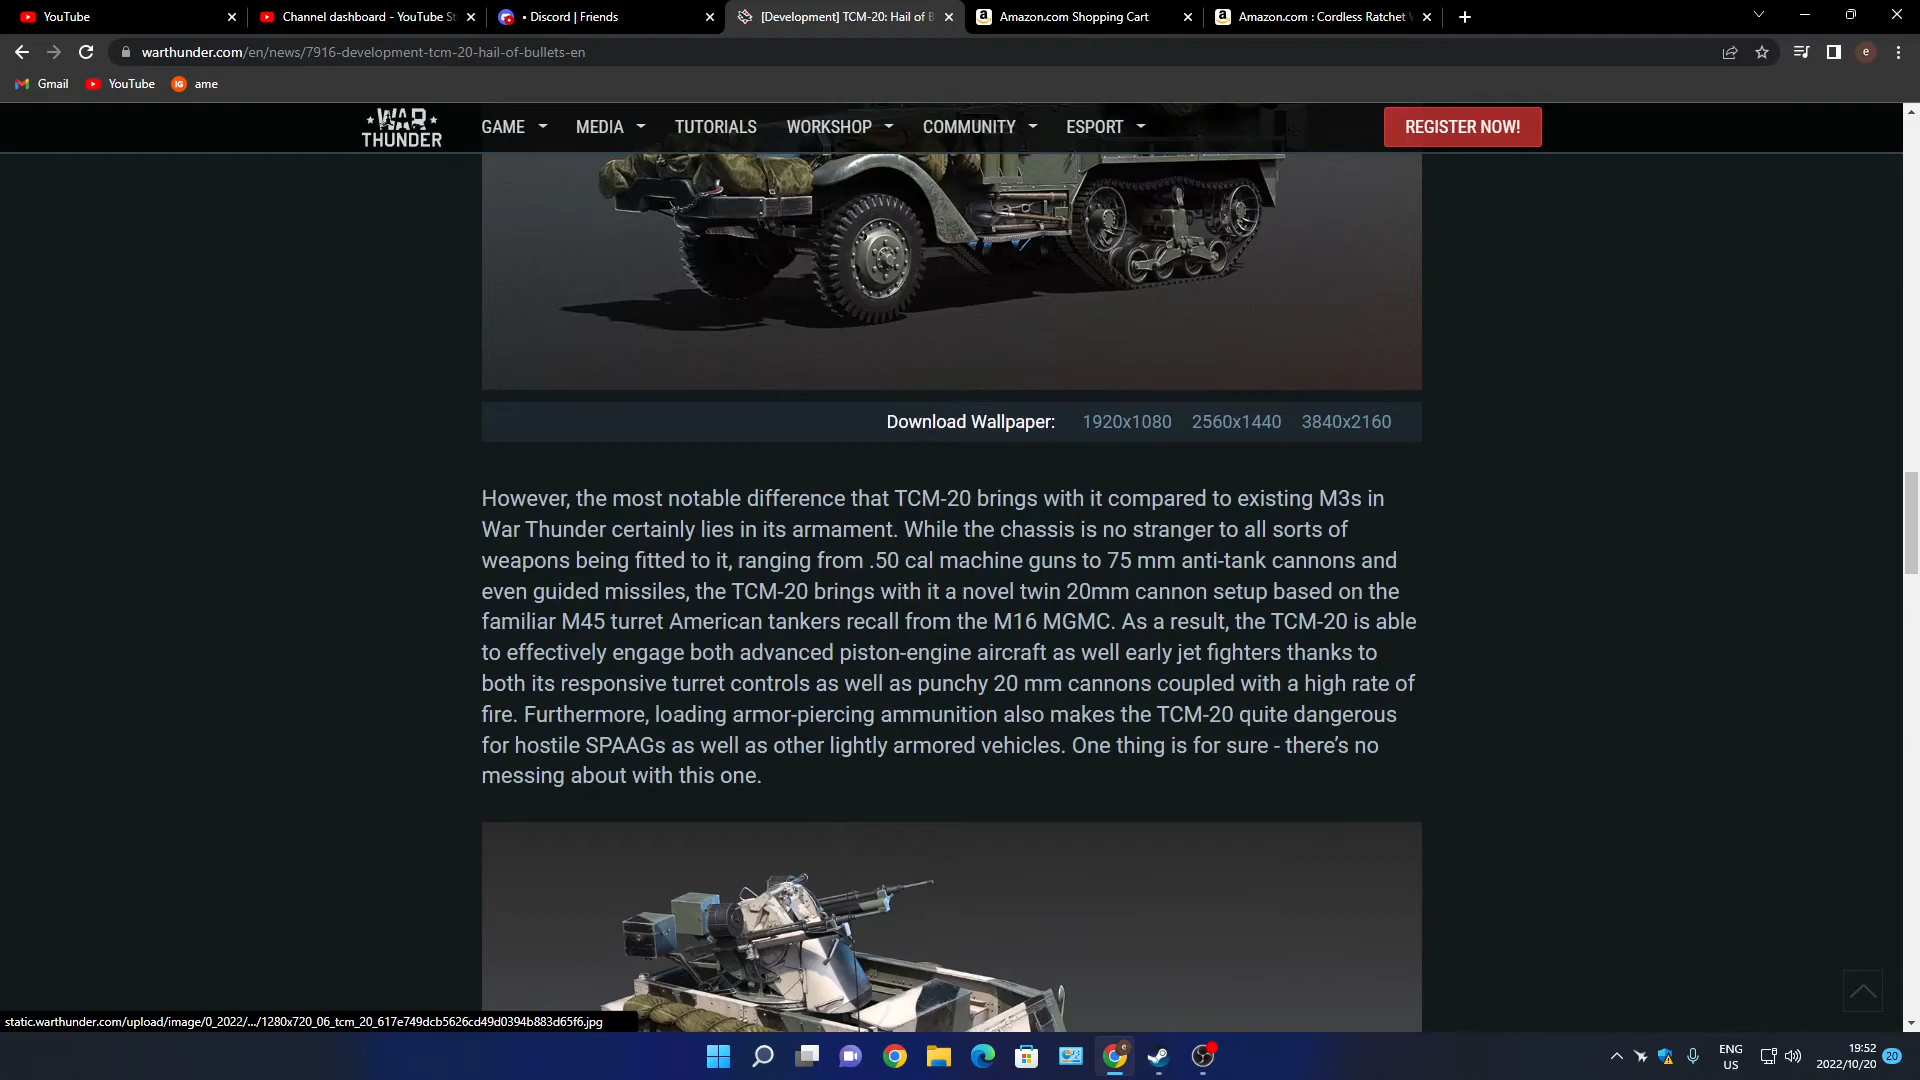 YouTube
Channel dashboard - YouTube St
• Discord | Friends
[Development] TCM-20: Hail of B
Amazon.com Shopping Cart
Amazon.com : Cordless Ratchet
warthunder.com/en/news/7916-development-tcm-20-hail-of-bullets-en
e
Gmail
YouTube
IG
ame
WAR
THUNDER
GAME
MEDIA
TUTORIALS
WORKSHOP
COMMUNITY
ESPORT
REGISTER NOW!
Download Wallpaper: 1920x1080 2560x1440 3840x2160
However, the most notable difference that TCM-20 brings with it compared to existing M3s in
War Thunder certainly lies in its armament. While the chassis is no stranger to all sorts of
weapons being fitted to it, ranging from .50 cal machine guns to 75 mm anti-tank cannons and
even guided missiles, the TCM-20 brings with it a novel twin 20mm cannon setup based on the
familiar M45 turret American tankers recall from the M16 MGMC. As a result, the TCM-20 is able
to effectively engage both advanced piston-engine aircraft as well early jet fighters thanks to
both its responsive turret controls as well as punchy 20 mm cannons coupled with a high rate of
fire. Furthermore, loading armor-piercing ammunition also makes the TCM-20 quite dangerous
for hostile SPAAGs as well as other lightly armored vehicles. One thing is for sure - there's no
messing about with this one.
static.warthunder.com/upload/image/0_2022/.../1280x720_06_tcm_20_617e749dcb5626cd49d0394b883d65f6.jpg
ENG
US
19:52
2022/10/20
20